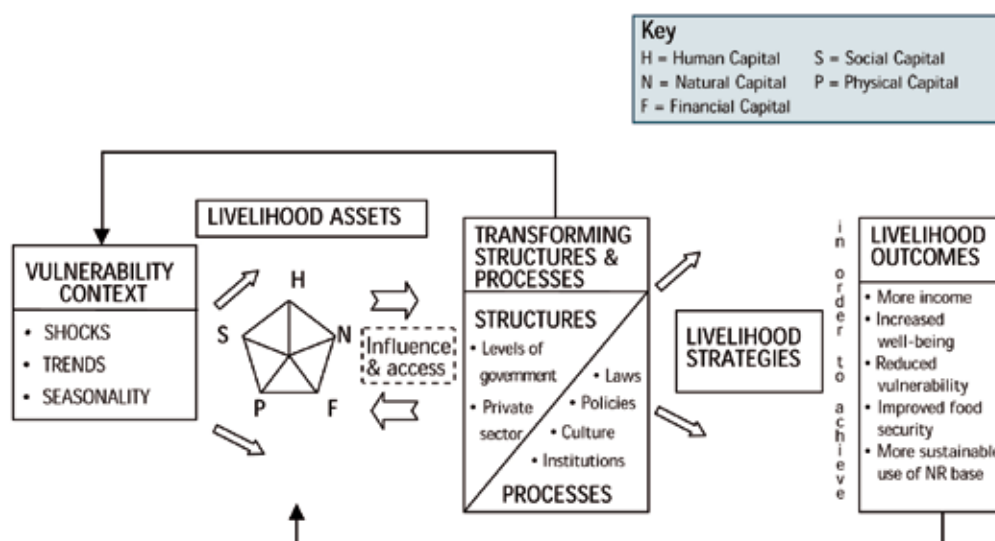 Key
H = Human Capital S = Social Capital
N = Natural Capital P = Physical Capital
F = Financial Capital
LIVELIHOOD ASSETS
VULNERABILITY
CONTEXT
• SHOCKS
• TRENDS
• SEASONALITY
H
S
N
P
F
Influence
& access
TRANSFORMING
STRUCTURES &
PROCESSES
STRUCTURES
• Levels of
government
• Private
sector
• Laws
• Policies
• Culture
• Institutions
PROCESSES
LIVELIHOOD
STRATEGIES
in order to achieve
LIVELIHOOD
OUTCOMES
• More income
• Increased
well-being
• Reduced
vulnerability
• Improved food
security
• More sustainable
use of NR base